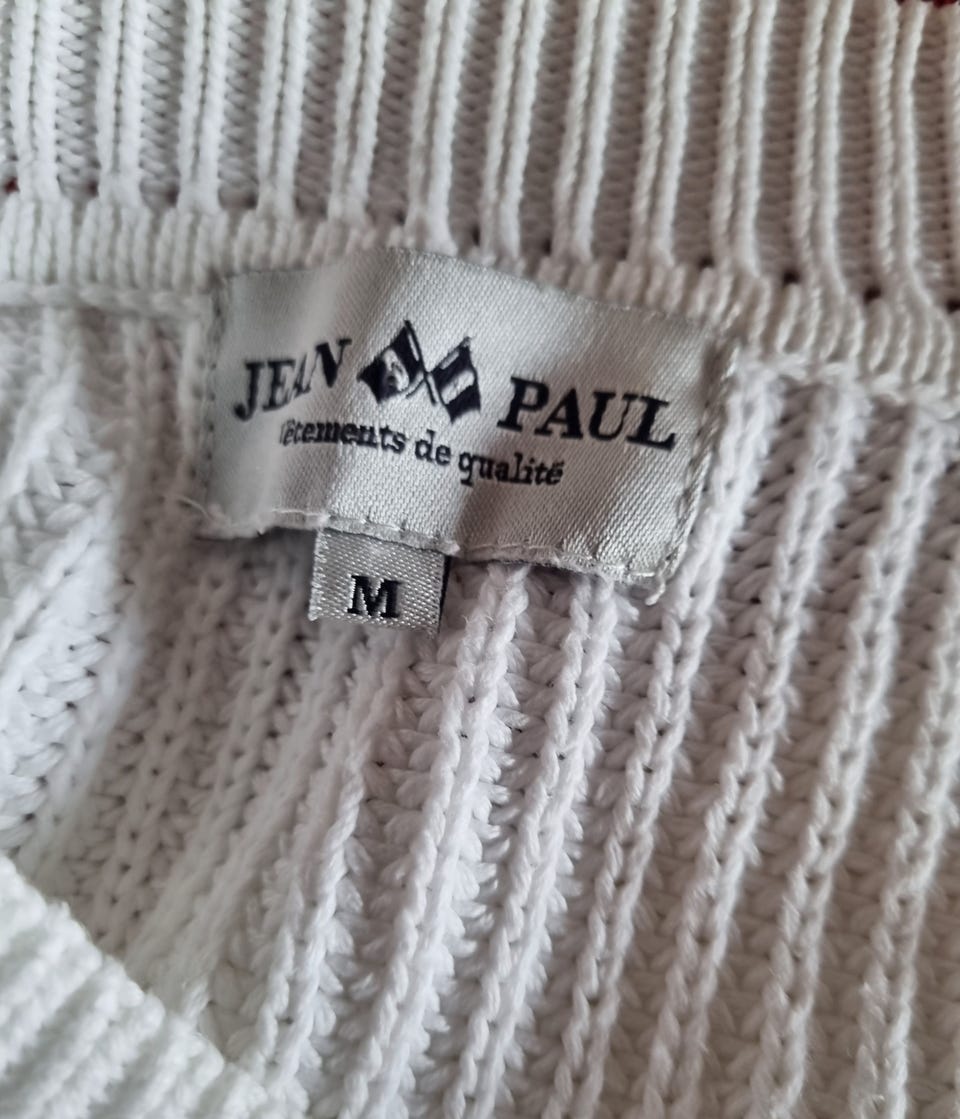 JEAN PAUL
vêtements de qualité
M